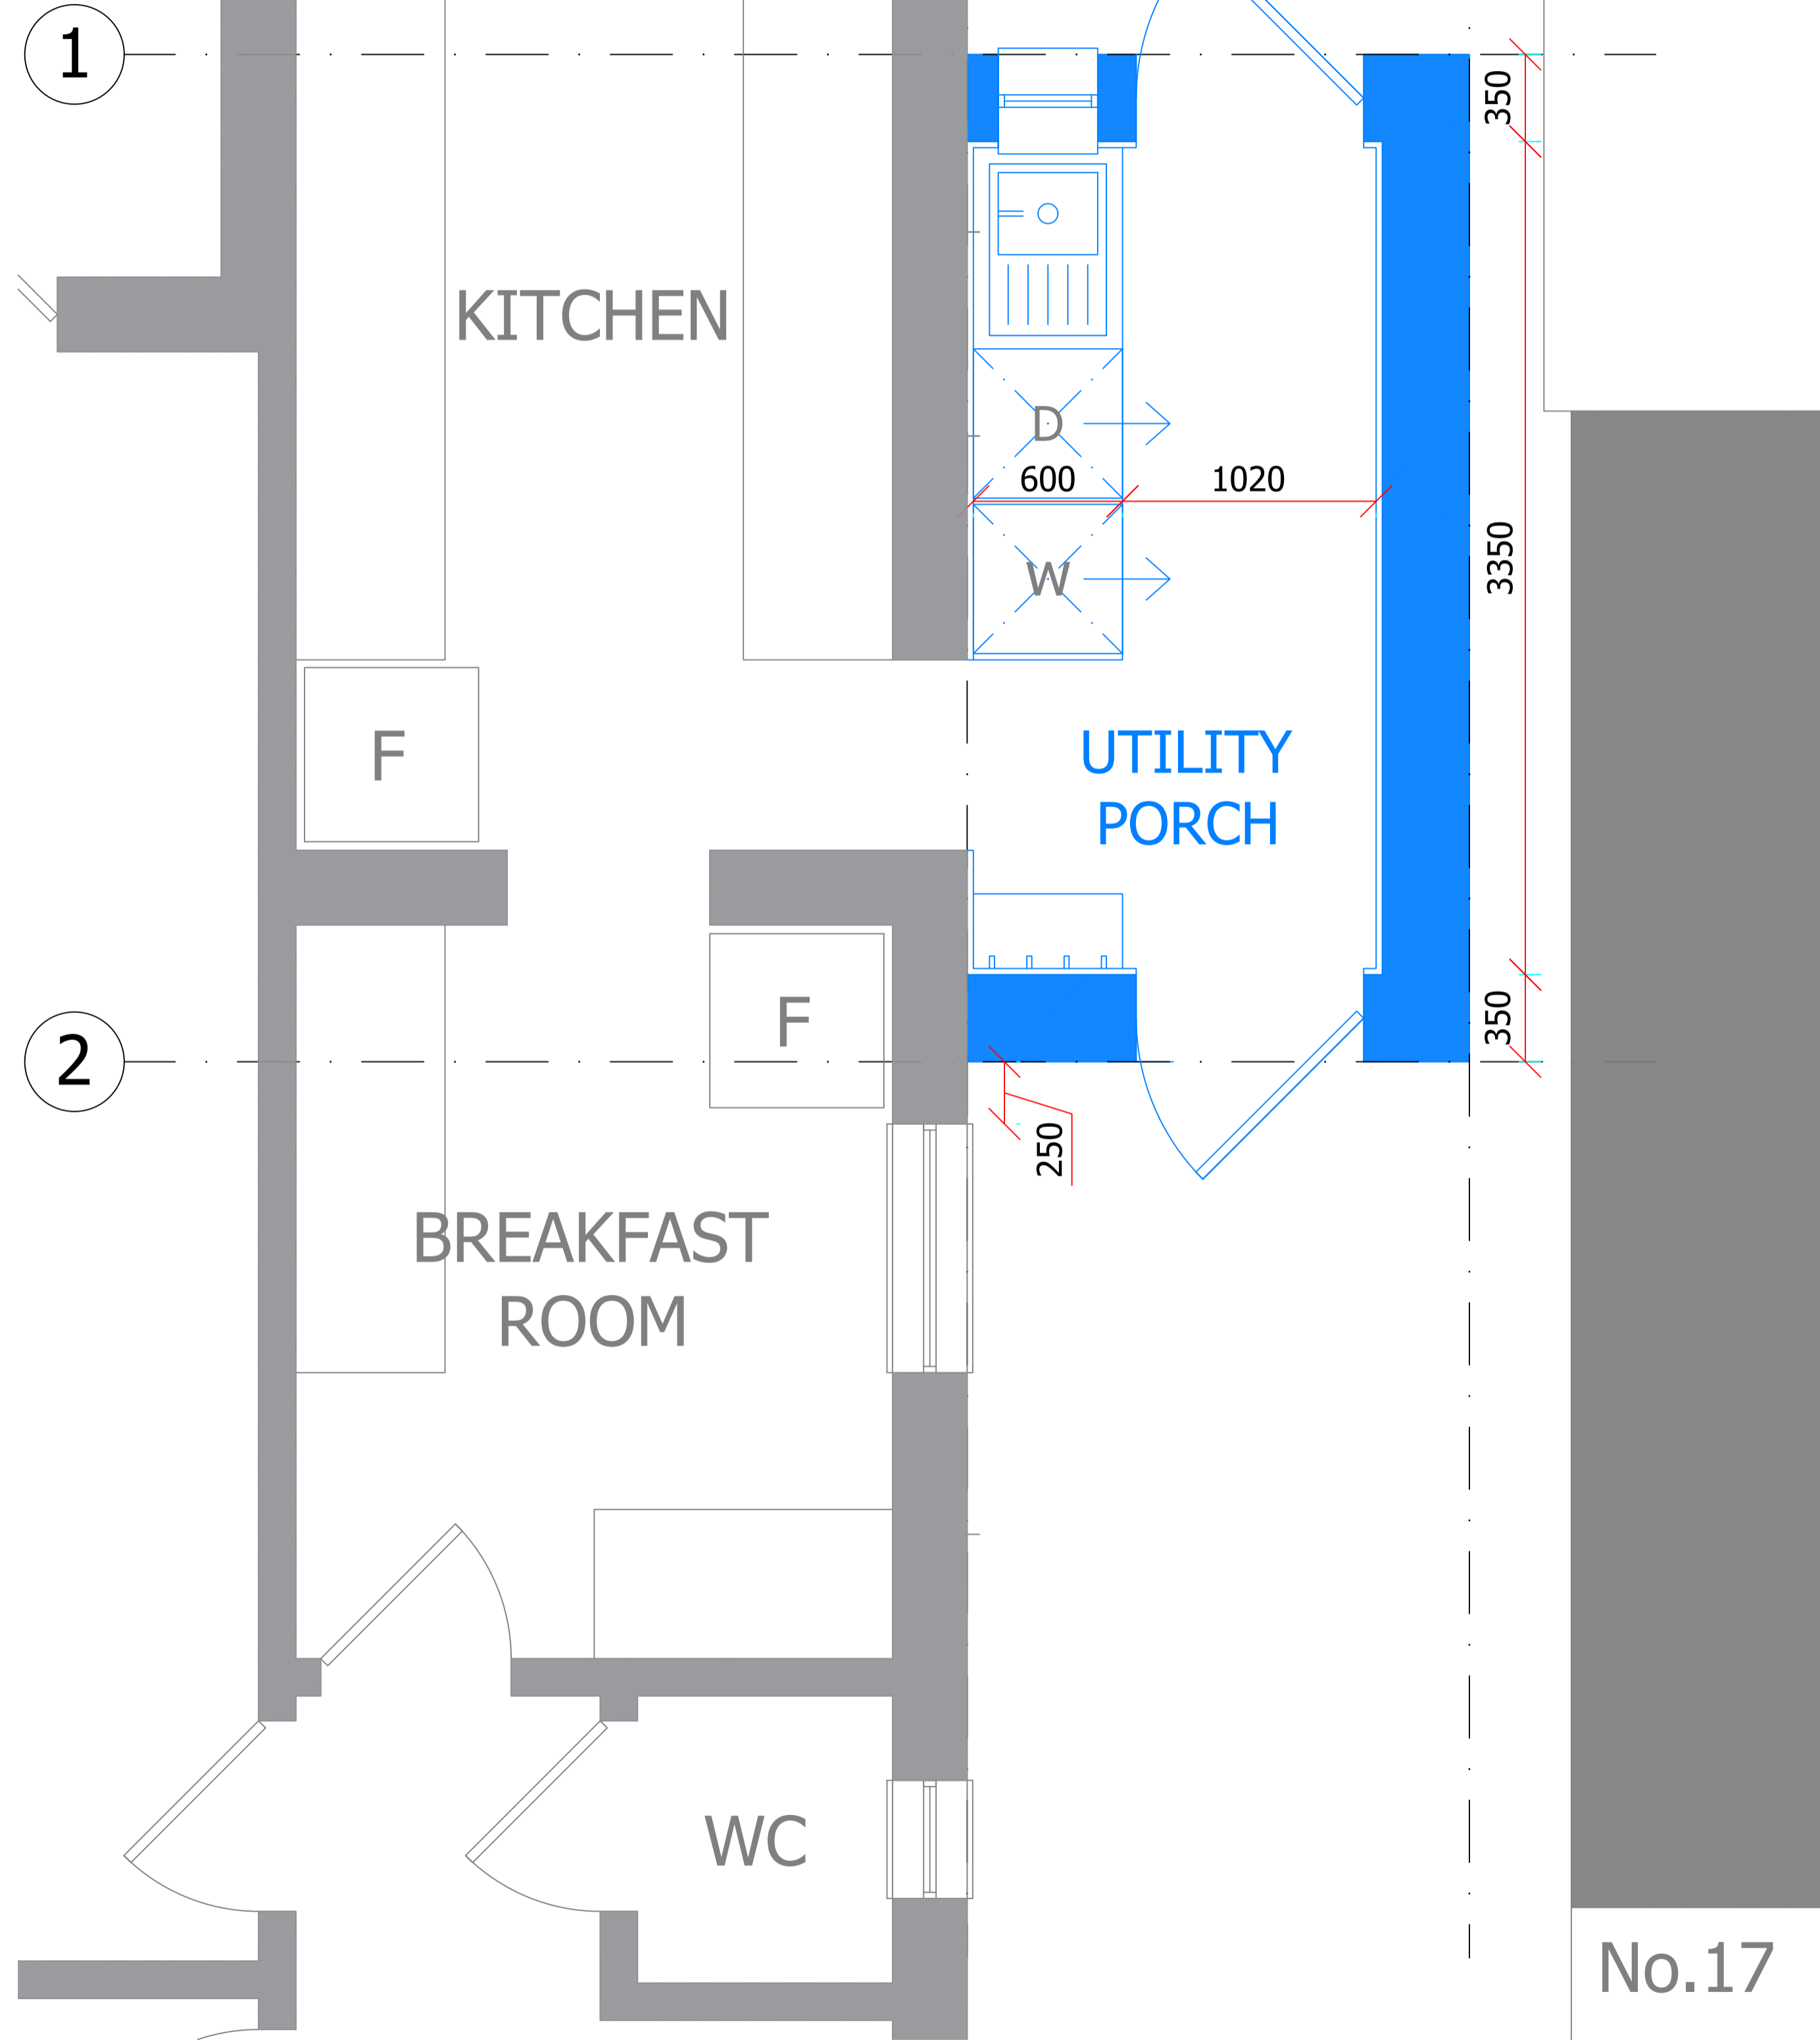 1
350
KITCHEN
D
600
1020
3350
W
F
UTILITY
PORCH
F
350
2
250
BREAKFAST
ROOM
WC
No.17